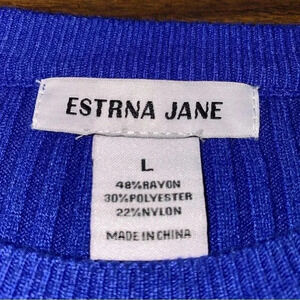 ESTRNA JANE
L
48%RAYON
30%POLYESTER
22%NYLON
MADE IN CHINA